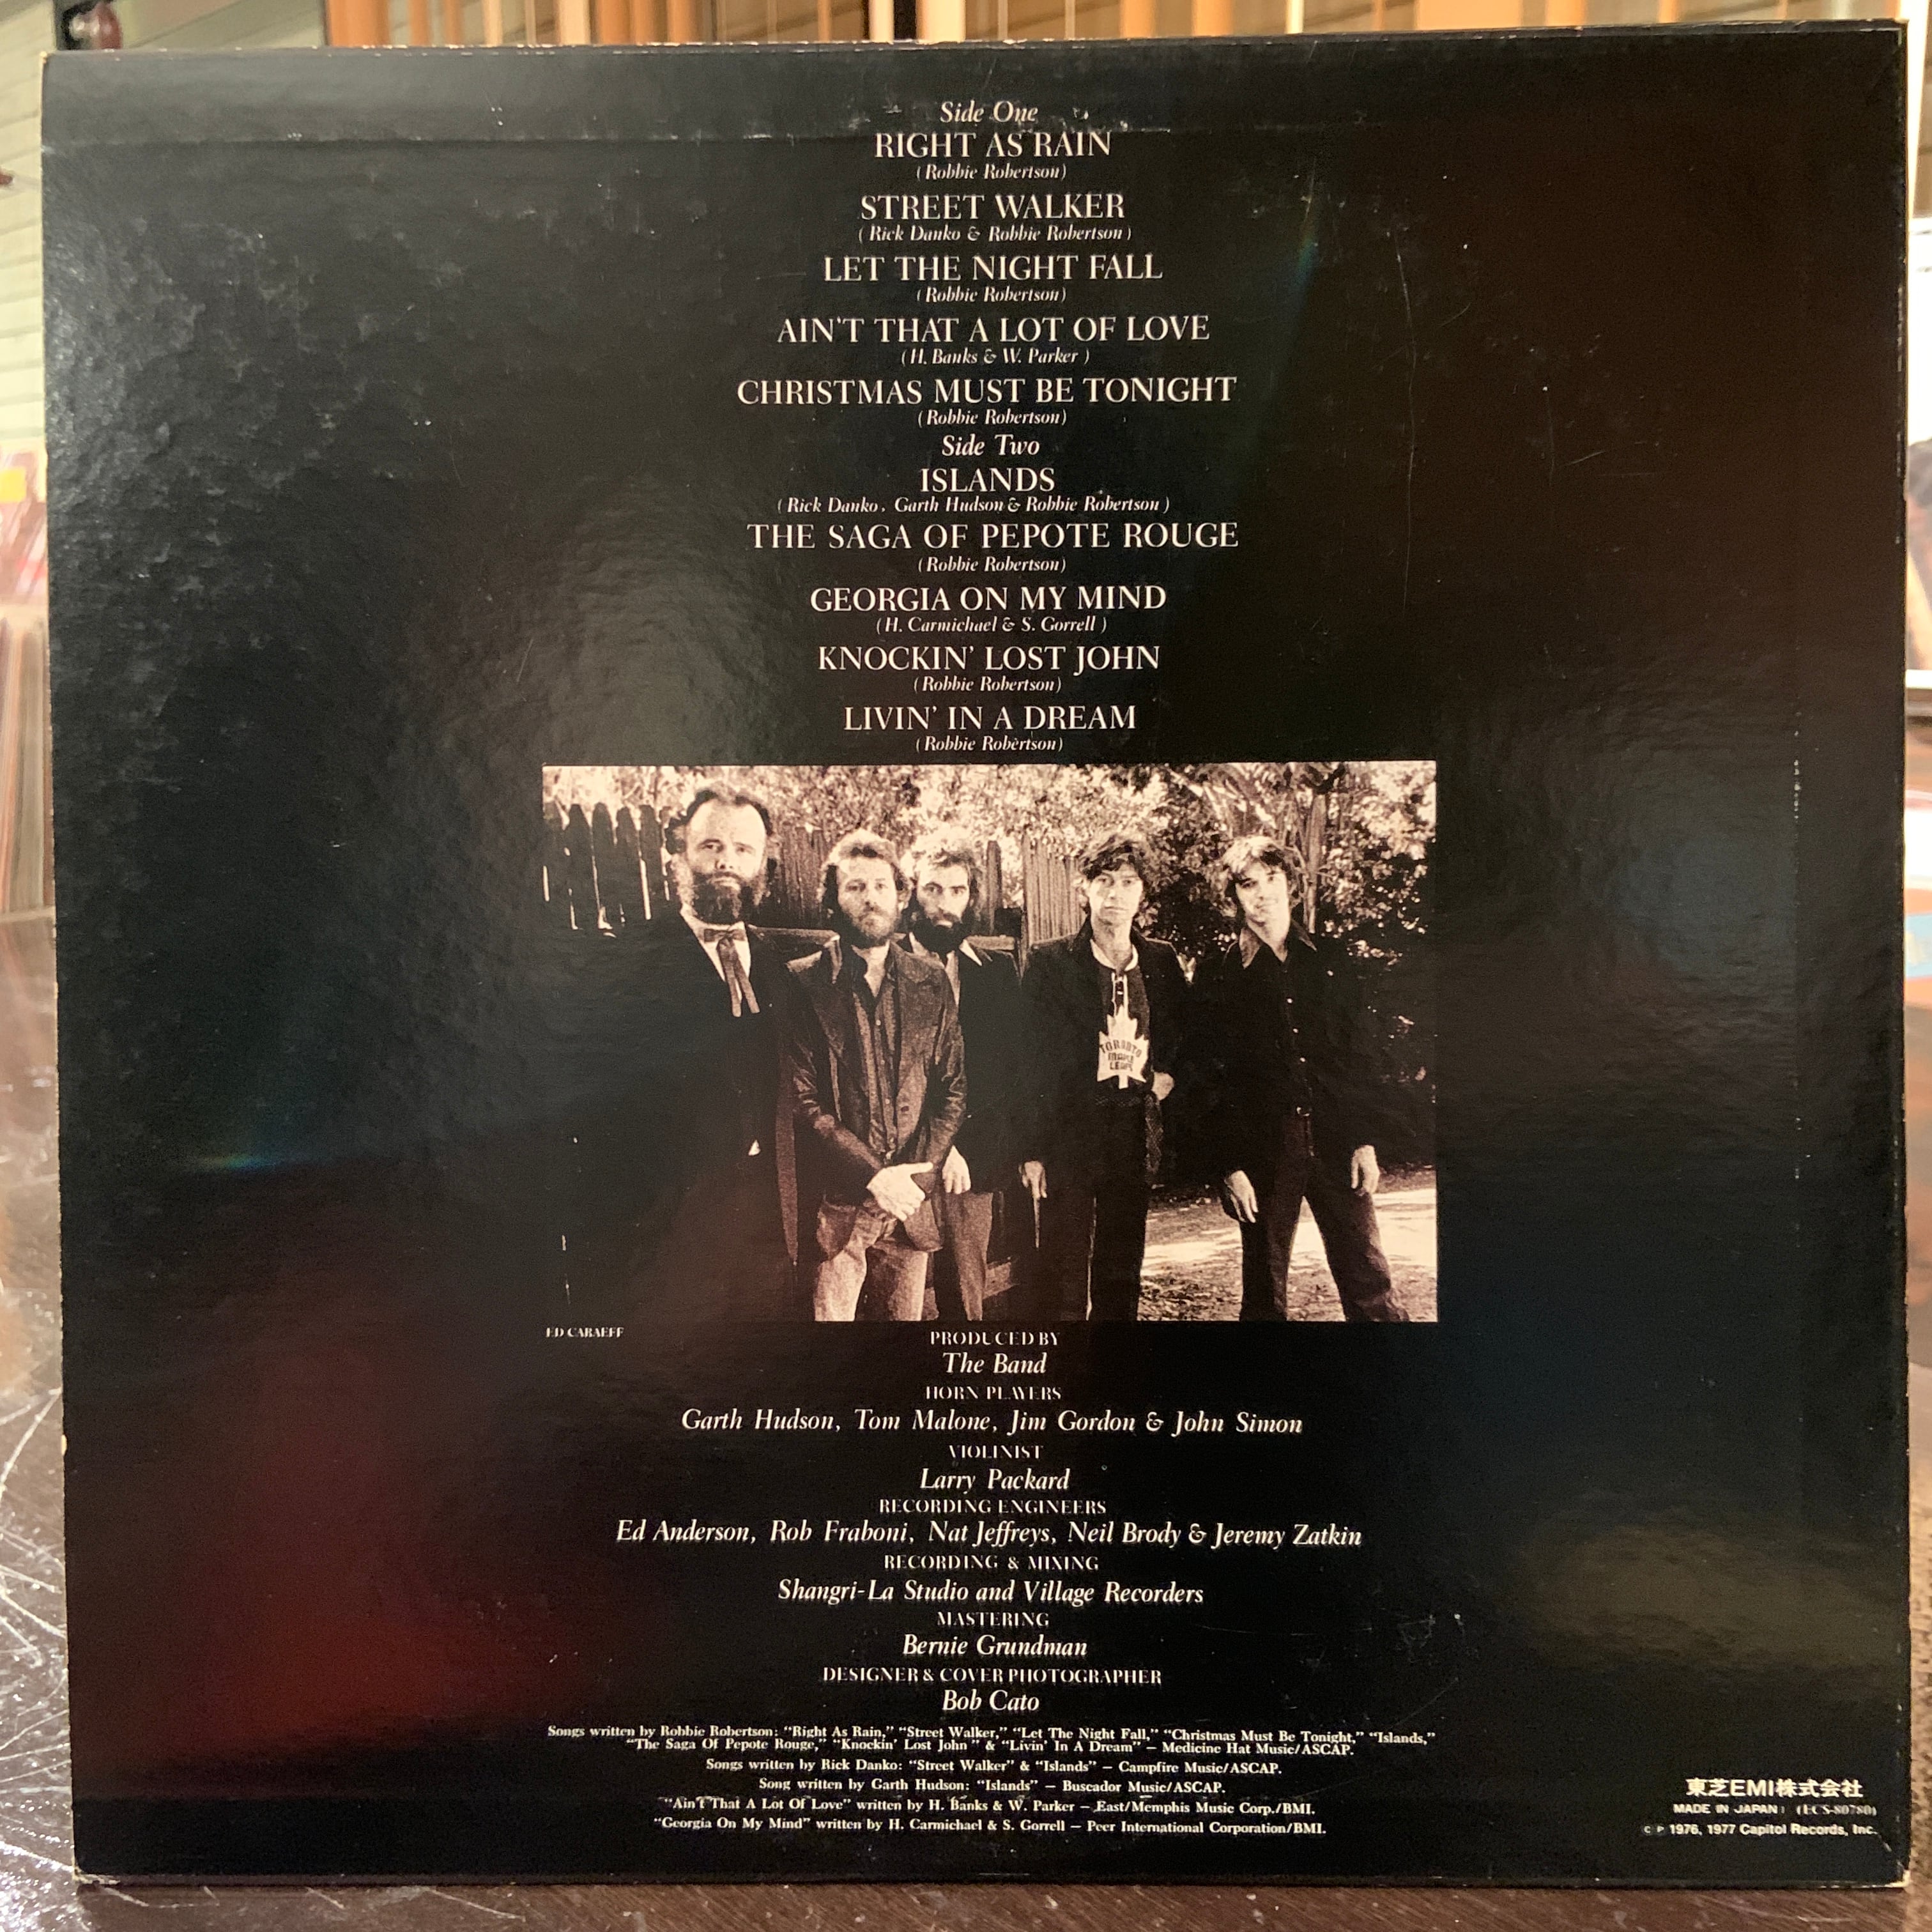 Side One
RIGHT AS RAIN
(Robbie Robertson)
STREET WALKER
( Rick Danko & Robbie Robertson )
LET THE NIGHT FALL
(Robbie Robertson)
AIN'T THAT A LOT OF LOVE
(H. Banks & W. Parker )
CHRISTMAS MUST BE TONIGHT
(Robbie Robertson)
Side Two
ISLANDS
( Rick Danko, Garth Hudson & Robbie Robertson )
THE SAGA OF PEPOTE ROUGE
(Robbie Robertson)
GEORGIA ON MY MIND
(H. Carmichael & S. Gorrell )
KNOCKIN' LOST JOHN
(Robbie Robertson)
LIVIN' IN A DREAM
(Robbie Robertson)
TORONTO
MAPLE
LEAFS
ED CARAEFF
PRODUCED BY
The Band
HORN PLAYERS
Garth Hudson, Tom Malone, Jim Gordon & John Simon
VIOLINIST
Larry Packard
RECORDING ENGINEERS
Ed Anderson, Rob Fraboni, Nat Jeffreys, Neil Brody & Jeremy Zatkin
RECORDING & MIXING
Shangri-La Studio and Village Recorders
MASTERING
Bernie Grundman
DESIGNER & COVER PHOTOGRAPHER
Bob Cato
Songs written by Robbie Robertson: "Right As Rain," "Street Walker," "Let The Night Fall," "Christmas Must Be Tonight," "Islands,"
"The Saga Of Pepote Rouge," "Knockin' Lost John" & "Livin' In A Dream" – Medicine Hat Music/ASCAP.
Songs written by Rick Danko: "Street Walker" & "Islands" – Campfire Music/ASCAP.
Song written by Garth Hudson: "Islands" – Buscador Music/ASCAP.
"Ain't That A Lot Of Love" written by H. Banks & W. Parker – East/Memphis Music Corp./BMI.
"Georgia On My Mind" written by H. Carmichael & S. Gorrell – Peer International Corporation/BMI.
東芝EMI株式会社
MADE IN JAPAN: (ECS-80780)
© ℗ 1976, 1977 Capitol Records, Inc.